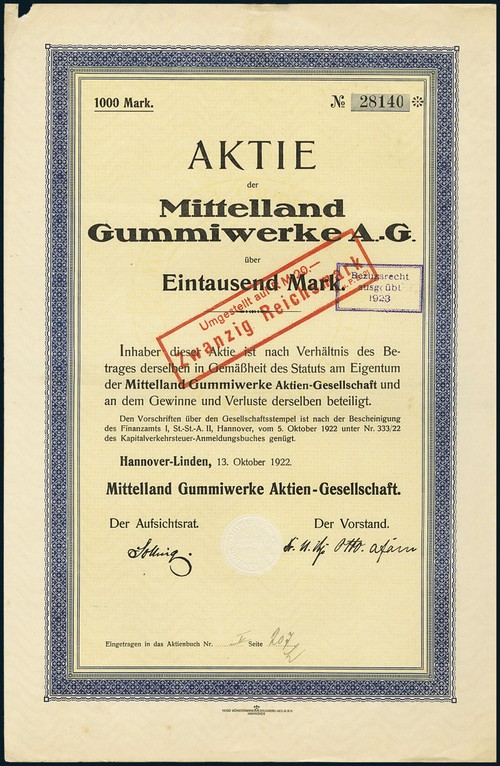 1000 Mark.
№ 28140
AKTIE
der
Mittelland
Gummiwerke A.-G.
über
Eintausend Mark.
Umgestellt auf R.M. 20.—
Zwanzig Reichsmark
Bezugsrecht
ausgeübt
1923
Inhaber dieser Aktie ist nach Verhältnis des Be-
trages derselben in Gemäßheit des Statuts am Eigentum
der Mittelland Gummiwerke Aktien-Gesellschaft und
an dem Gewinne und Verluste derselben beteiligt.
Den Vorschriften über den Gesellschaftsstempel ist nach der Bescheinigung
des Finanzamts I, St.-St.-A. II, Hannover, vom 5. Oktober 1922 unter Nr. 333/22
des Kapitalverkehrsteuer-Anmeldungsbuches genügt.
Hannover-Linden, 13. Oktober 1922.
Mittelland Gummiwerke Aktien-Gesellschaft.
Der Aufsichtsrat.
Der Vorstand.
Eingetragen in das Aktienbuch Nr. V Seite 207